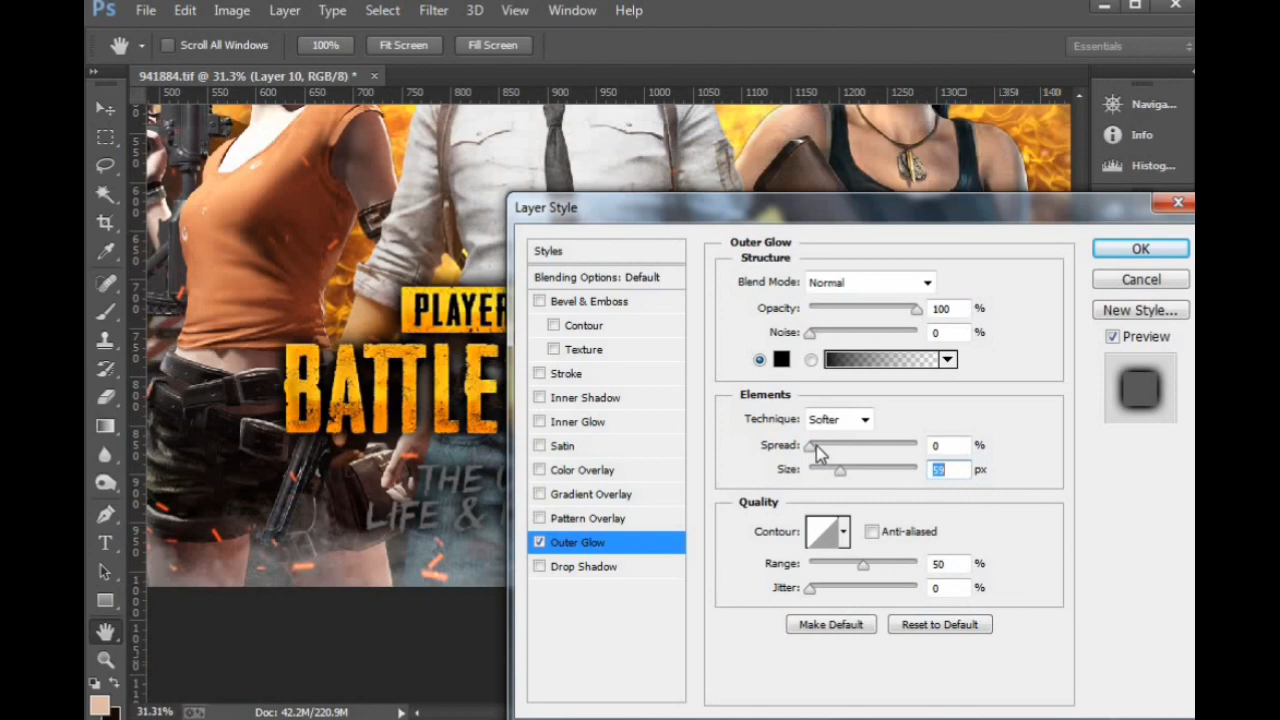 Ps File Edit Image Layer Type Select Filter 3D View Window Help
Scroll All Windows 100% Fit Screen Fill Screen Essentials
941884.tif @ 31.3% (Layer 10, RGB/8) * ×
500 550 600 650 700 750 800 850 900 950 1000 1050 1100 1150 1200 1250 1300 1350 140
Naviga...
Info
Histog...
PLAYER
BATTLE
THE U
LIFE &
Layer Style
Styles
Blending Options: Default
Bevel & Emboss
Contour
Texture
Stroke
Inner Shadow
Inner Glow
Satin
Color Overlay
Gradient Overlay
Pattern Overlay
Outer Glow
Drop Shadow
Outer Glow
Structure
Blend Mode: Normal
Opacity: 100 %
Noise: 0 %
Elements
Technique: Softer
Spread: 0 %
Size: 59 px
Quality
Contour: Anti-aliased
Range: 50 %
Jitter: 0 %
Make Default Reset to Default
OK
Cancel
New Style...
Preview
31.31% Doc: 42.2M/220.9M